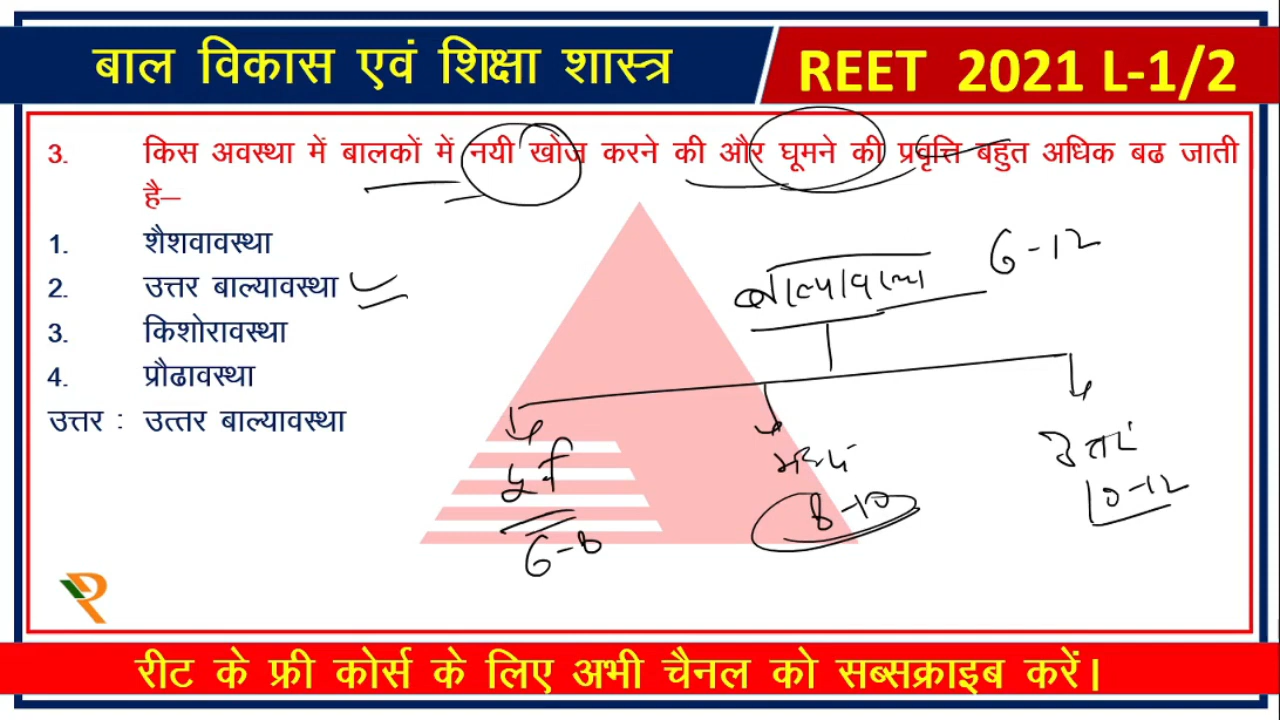 बाल विकास एवं शिक्षा शास्त्र
REET 2021 L-1/2
3. किस अवस्था में बालकों में नयी खोज करने की और घूमने की प्रवृत्ति बहुत अधिक बढ जाती
है–
1. शैशवावस्था
2. उत्तर बाल्यावस्था
3. किशोरावस्था
4. प्रौढावस्था
उत्तर : उत्तर बाल्यावस्था
बाल्यावस्था 6-12
पूर्व
6-8
मध्य
8-10
उत्तर
10-12
R
रीट के फ्री कोर्स के लिए अभी चैनल को सब्सक्राइब करें।